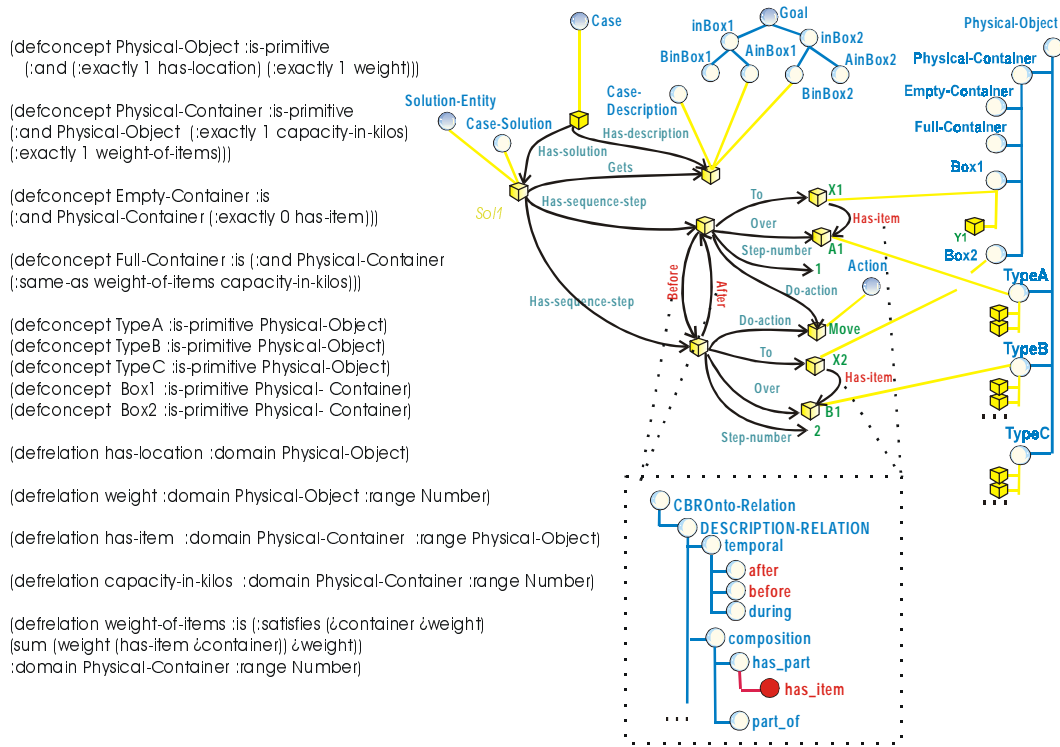 (defconcept Physical-Object :is-primitive
(:and (:exactly 1 has-location) (:exactly 1 weight)))
(defconcept Physical-Container :is-primitive
(:and Physical-Object (:exactly 1 capacity-in-kilos)
(:exactly 1 weight-of-items)))
(defconcept Empty-Container :is
(:and Physical-Container (:exactly 0 has-item)))
(defconcept Full-Container :is (:and Physical-Container
(:same-as weight-of-items capacity-in-kilos)))
(defconcept TypeA :is-primitive Physical-Object)
(defconcept TypeB :is-primitive Physical-Object)
(defconcept TypeC :is-primitive Physical-Object)
(defconcept Box1 :is-primitive Physical- Container)
(defconcept Box2 :is-primitive Physical- Container)
(defrelation has-location :domain Physical-Object)
(defrelation weight :domain Physical-Object :range Number)
(defrelation has-item :domain Physical-Container :range Physical-Object)
(defrelation capacity-in-kilos :domain Physical-Container :range Number)
(defrelation weight-of-items :is (:satisfies (¿container ¿weight)
(sum (weight (has-item ¿container)) ¿weight))
:domain Physical-Container :range Number)
Case
Goal
inBox1
inBox2
BinBox1
AinBox1
AinBox2
BinBox2
Case-
Description
Solution-Entity
Case-Solution
Has-description
Has-solution
Gets
Sol1
Has-sequence-step
Has-sequence-step
To
X1
Over
Has-item
A1
Step-number
1
Before
After
Do-action
Action
Do-action
Move
To
X2
Has-item
Over
B1
Step-number
2
Physical-Object
Physical-Container
Empty-Container
Full-Container
Box1
Y1
Box2
TypeA
TypeB
TypeC
CBROnto-Relation
DESCRIPTION-RELATION
temporal
after
before
during
composition
has_part
has_item
part_of